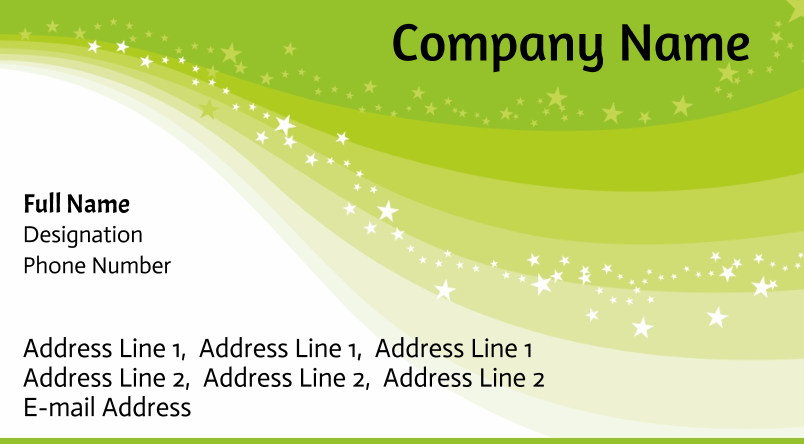 Company Name
Full Name
Designation
Phone Number
Address Line 1,  Address Line 1,  Address Line 1
Address Line 2,  Address Line 2,  Address Line 2
E-mail Address